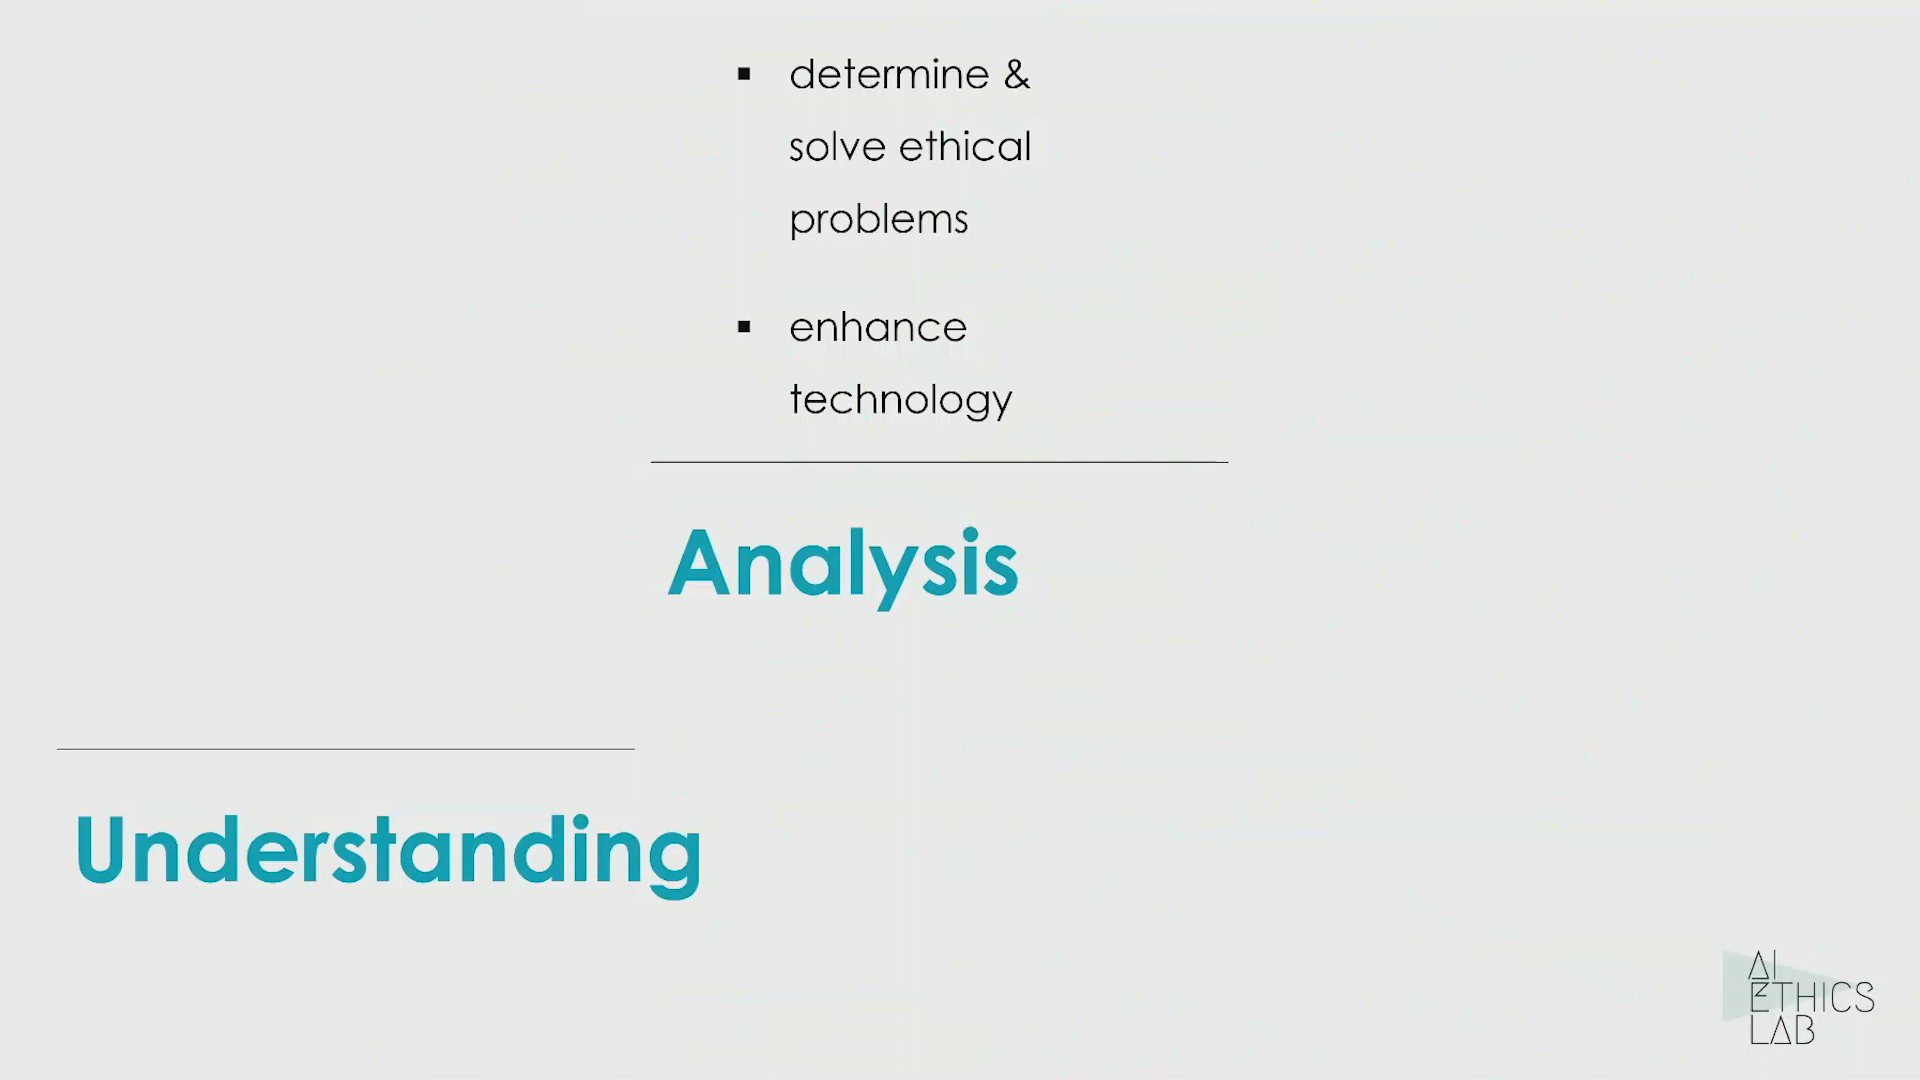 ▪ determine &
solve ethical
problems
▪ enhance
technology
Analysis
Understanding
AI
ETHICS
LAB